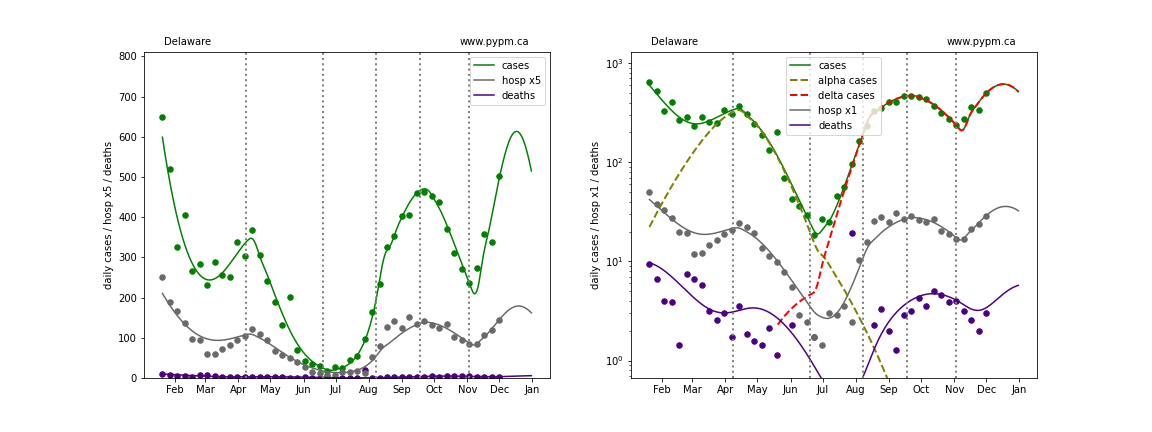 Delaware www.pypm.ca
daily cases / hosp x5 / deaths
800
700
600
500
400
300
200
100
0
cases
hosp x5
deaths
Feb Mar Apr May Jun Jul Aug Sep Oct Nov Dec Jan
Delaware www.pypm.ca
daily cases / hosp x1 / deaths
10³
10²
10¹
10⁰
cases
alpha cases
delta cases
hosp x1
deaths
Feb Mar Apr May Jun Jul Aug Sep Oct Nov Dec Jan